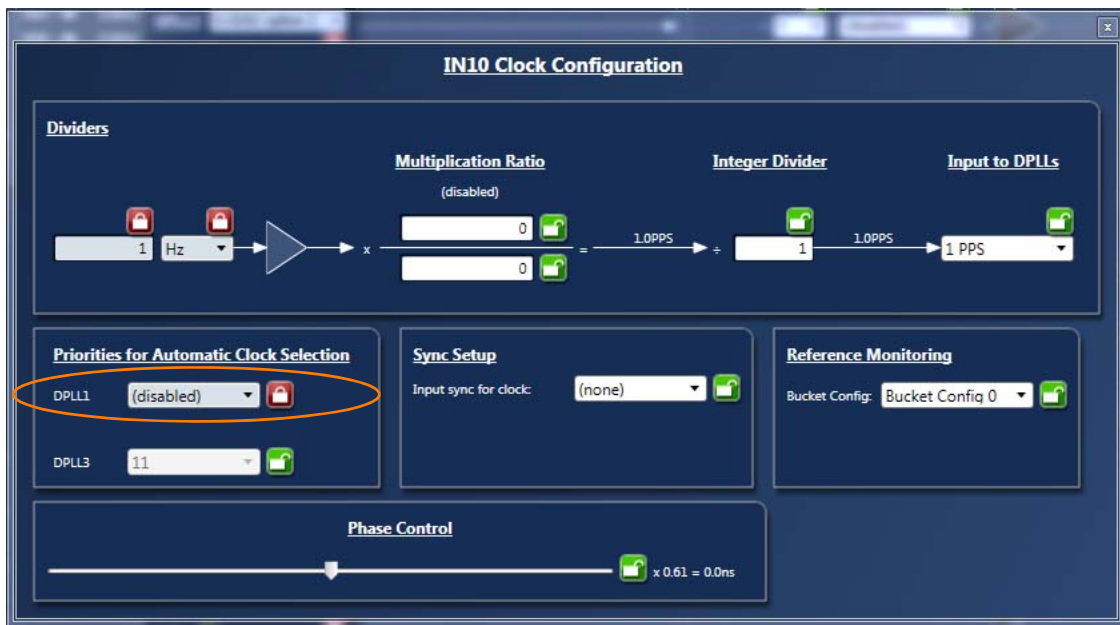 x
IN10 Clock Configuration
Dividers
Multiplication Ratio
Integer Divider
Input to DPLLs
(disabled)
1
Hz
x
0
0
=
1.0PPS
÷
1
1.0PPS
1 PPS
Priorities for Automatic Clock Selection
DPLL1
(disabled)
DPLL3
11
Sync Setup
Input sync for clock:
(none)
Reference Monitoring
Bucket Config:
Bucket Config 0
Phase Control
x 0.61 = 0.0ns